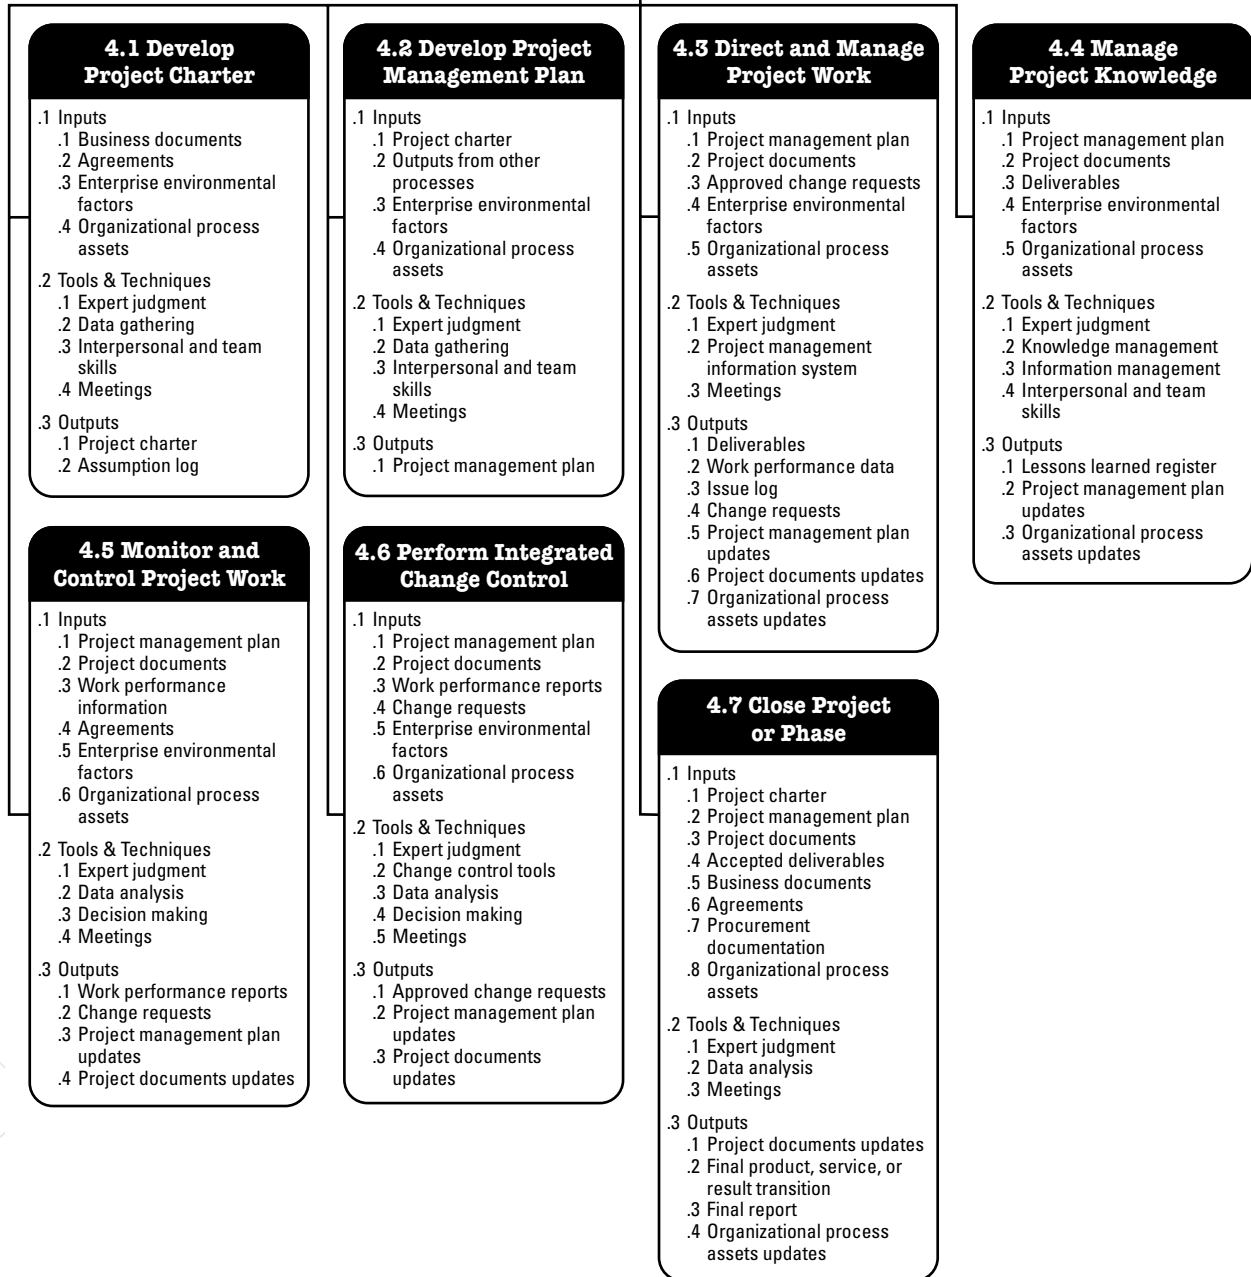 4.1 Develop
Project Charter
.1 Inputs
.1 Business documents
.2 Agreements
.3 Enterprise environmental
factors
.4 Organizational process
assets
.2 Tools & Techniques
.1 Expert judgment
.2 Data gathering
.3 Interpersonal and team
skills
.4 Meetings
.3 Outputs
.1 Project charter
.2 Assumption log
4.2 Develop Project
Management Plan
.1 Inputs
.1 Project charter
.2 Outputs from other
processes
.3 Enterprise environmental
factors
.4 Organizational process
assets
.2 Tools & Techniques
.1 Expert judgment
.2 Data gathering
.3 Interpersonal and team
skills
.4 Meetings
.3 Outputs
.1 Project management plan
4.3 Direct and Manage
Project Work
.1 Inputs
.1 Project management plan
.2 Project documents
.3 Approved change requests
.4 Enterprise environmental
factors
.5 Organizational process
assets
.2 Tools & Techniques
.1 Expert judgment
.2 Project management
information system
.3 Meetings
.3 Outputs
.1 Deliverables
.2 Work performance data
.3 Issue log
.4 Change requests
.5 Project management plan
updates
.6 Project documents updates
.7 Organizational process
assets updates
4.4 Manage
Project Knowledge
.1 Inputs
.1 Project management plan
.2 Project documents
.3 Deliverables
.4 Enterprise environmental
factors
.5 Organizational process
assets
.2 Tools & Techniques
.1 Expert judgment
.2 Knowledge management
.3 Information management
.4 Interpersonal and team
skills
.3 Outputs
.1 Lessons learned register
.2 Project management plan
updates
.3 Organizational process
assets updates
4.5 Monitor and
Control Project Work
.1 Inputs
.1 Project management plan
.2 Project documents
.3 Work performance
information
.4 Agreements
.5 Enterprise environmental
factors
.6 Organizational process
assets
.2 Tools & Techniques
.1 Expert judgment
.2 Data analysis
.3 Decision making
.4 Meetings
.3 Outputs
.1 Work performance reports
.2 Change requests
.3 Project management plan
updates
.4 Project documents updates
4.6 Perform Integrated
Change Control
.1 Inputs
.1 Project management plan
.2 Project documents
.3 Work performance reports
.4 Change requests
.5 Enterprise environmental
factors
.6 Organizational process
assets
.2 Tools & Techniques
.1 Expert judgment
.2 Change control tools
.3 Data analysis
.4 Decision making
.5 Meetings
.3 Outputs
.1 Approved change requests
.2 Project management plan
updates
.3 Project documents
updates
4.7 Close Project
or Phase
.1 Inputs
.1 Project charter
.2 Project management plan
.3 Project documents
.4 Accepted deliverables
.5 Business documents
.6 Agreements
.7 Procurement
documentation
.8 Organizational process
assets
.2 Tools & Techniques
.1 Expert judgment
.2 Data analysis
.3 Meetings
.3 Outputs
.1 Project documents updates
.2 Final product, service, or
result transition
.3 Final report
.4 Organizational process
assets updates